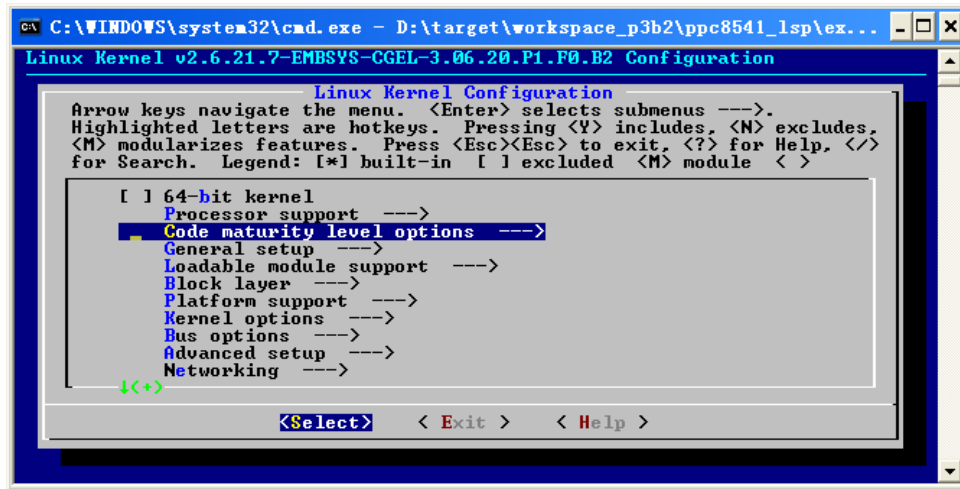 C:\WINDOWS\system32\cmd.exe - D:\target\workspace_p3b2\ppc8541_lsp\ex...
Linux Kernel v2.6.21.7-EMBSYS-CGEL-3.06.20.P1.F0.B2 Configuration
Linux Kernel Configuration
Arrow keys navigate the menu. <Enter> selects submenus --->.
Highlighted letters are hotkeys. Pressing <Y> includes, <N> excludes,
<M> modularizes features. Press <Esc><Esc> to exit, <?> for Help, </>
for Search. Legend: [*] built-in [ ] excluded <M> module < >
[ ] 64-bit kernel
Processor support --->
Code maturity level options --->
General setup --->
Loadable module support --->
Block layer --->
Platform support --->
Kernel options --->
Bus options --->
Advanced setup --->
Networking --->
↓(+)
<Select> < Exit > < Help >